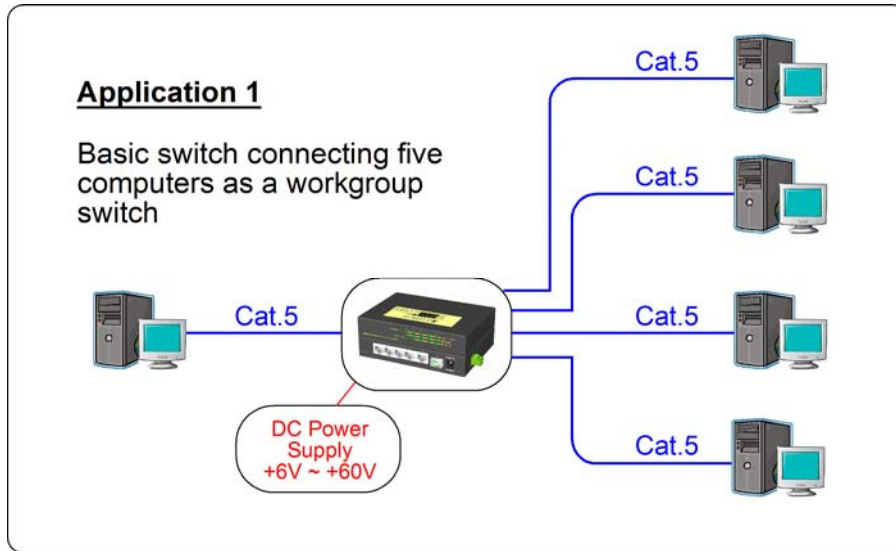 Application 1
Basic switch connecting five
computers as a workgroup
switch
Cat.5
Cat.5
Cat.5
Cat.5
Cat.5
DC Power
Supply
+6V ~ +60V